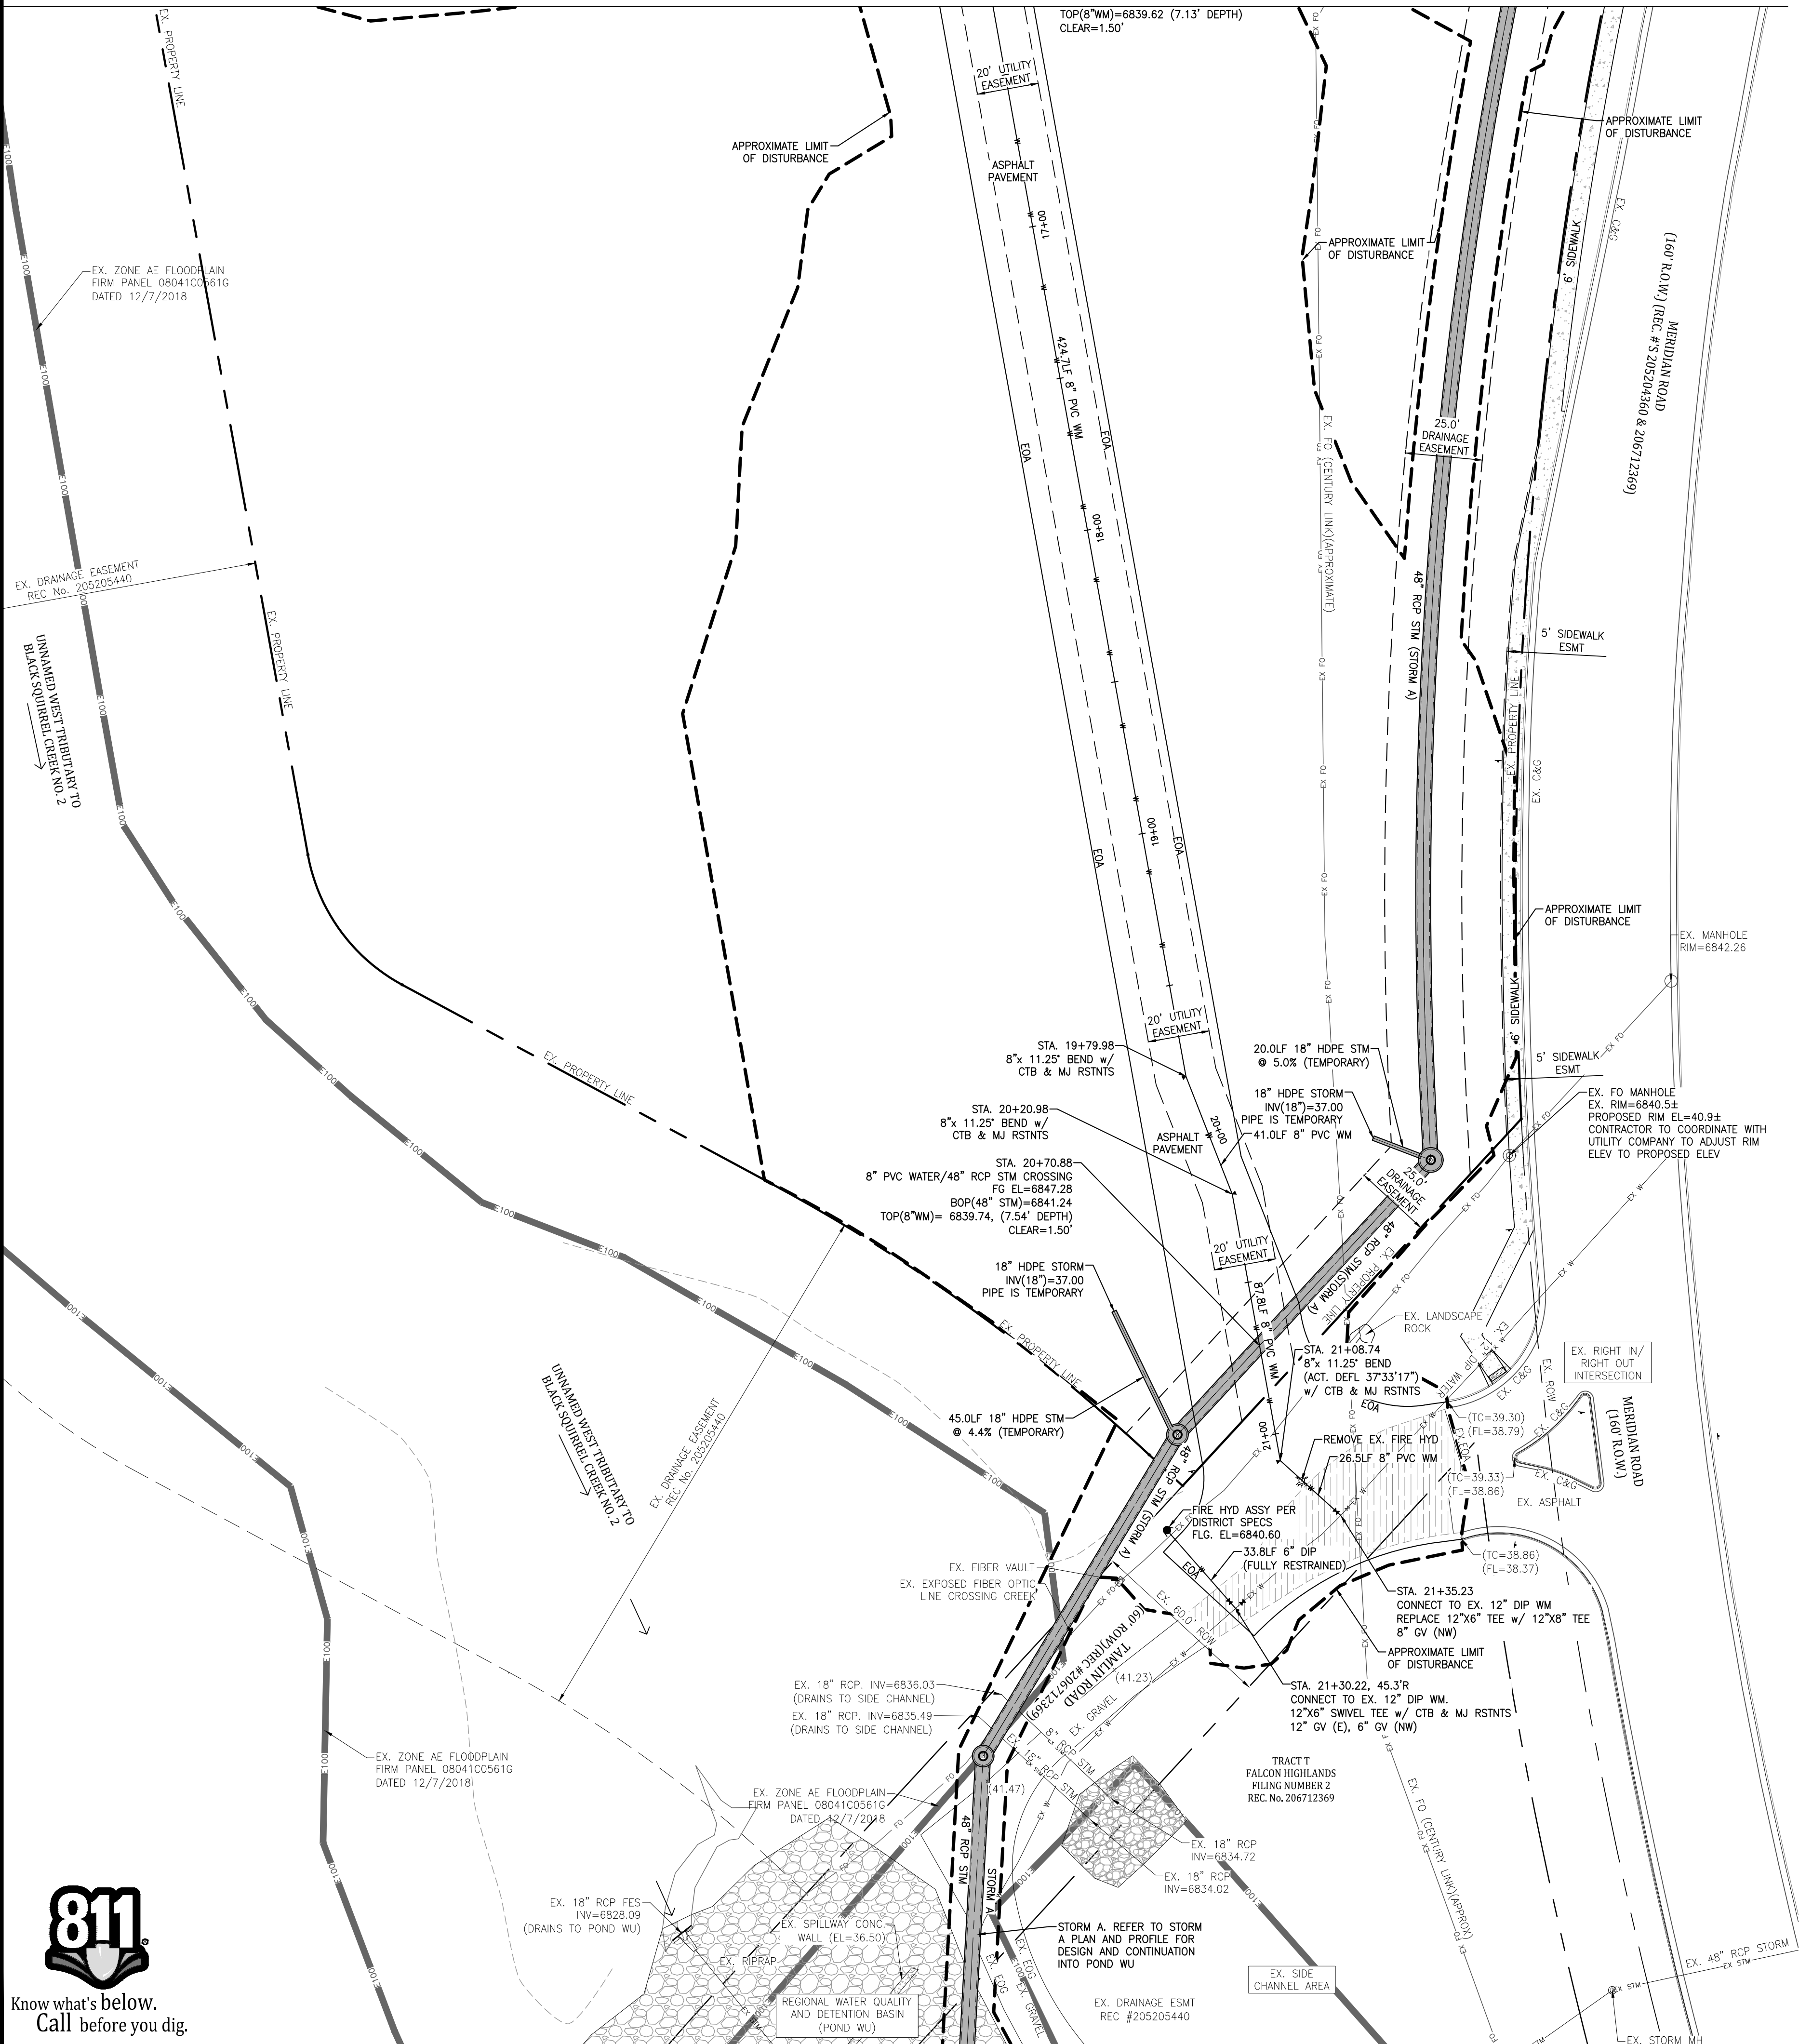 TOP(8"WM)=6839.62 (7.13' DEPTH)
CLEAR=1.50'
EX. PROPERTY LINE
20' UTILITY
EASEMENT
EX FO
APPROXIMATE LIMIT
OF DISTURBANCE
APPROXIMATE LIMIT
OF DISTURBANCE
ASPHALT
PAVEMENT
E100
17+00
EX. C&G
APPROXIMATE LIMIT
OF DISTURBANCE
6' SIDEWALK
MERIDIAN ROAD
(160' R.O.W.) (REC. #'S 205204360 & 206712369)
EX. ZONE AE FLOODPLAIN
FIRM PANEL 08041C0561G
DATED 12/7/2018
424.7LF 8" PVC WM
EOA
EOA
25.0'
DRAINAGE
EASEMENT
EX. FO (CENTURY LINK)(APPROXIMATE)
18+00
EX. DRAINAGE EASEMENT
REC No. 205205440
48" RCP STM (STORM A)
EX. PROPERTY LINE
UNNAMED WEST TRIBUTARY TO
BLACK SQUIRREL CREEK NO. 2
5' SIDEWALK
ESMT
EX. PROPERTY LINE
EX. C&G
19+00
EOA
EOA
APPROXIMATE LIMIT
OF DISTURBANCE
EX. MANHOLE
RIM=6842.26
6' SIDEWALK
20' UTILITY
EASEMENT
STA. 19+79.98
8"x 11.25° BEND w/
CTB & MJ RSTNTS
20.0LF 18" HDPE STM
@ 5.0% (TEMPORARY)
5' SIDEWALK
ESMT
EX. PROPERTY LINE
18" HDPE STORM
INV(18")=37.00
PIPE IS TEMPORARY
EX. FO MANHOLE
EX. RIM=6840.5±
PROPOSED RIM EL=40.9±
CONTRACTOR TO COORDINATE WITH
UTILITY COMPANY TO ADJUST RIM
ELEV TO PROPOSED ELEV
STA. 20+20.98
8"x 11.25° BEND w/
CTB & MJ RSTNTS
20+00
ASPHALT
PAVEMENT
41.0LF 8" PVC WM
STA. 20+70.88
8" PVC WATER/48" RCP STM CROSSING
FG EL=6847.28
BOP(48" STM)=6841.24
TOP(8"WM)= 6839.74, (7.54' DEPTH)
CLEAR=1.50'
25.0'
DRAINAGE
EASEMENT
EX W
20' UTILITY
EASEMENT
48" RCP STM(STORM A)
EX. PROPERTY LINE
18" HDPE STORM
INV(18")=37.00
PIPE IS TEMPORARY
87.8LF 8" PVC WM
EX. LANDSCAPE
ROCK
EX. 12" DIP WATER
EX. PROPERTY LINE
STA. 21+08.74
8"x 11.25° BEND
(ACT. DEFL 37°33'17")
w/ CTB & MJ RSTNTS
EOA
EX. C&G
EX. ROW
EX. RIGHT IN/
RIGHT OUT
INTERSECTION
MERIDIAN ROAD
(160' R.O.W.)
UNNAMED WEST TRIBUTARY TO
BLACK SQUIRREL CREEK NO. 2
EX. DRAINAGE EASEMENT
REC No. 205205440
45.0LF 18" HDPE STM
@ 4.4% (TEMPORARY)
21+00
(TC=39.30)
(FL=38.79)
EX. EOA
EX. C&G
REMOVE EX. FIRE HYD
26.5LF 8" PVC WM
48" RCP STM (STORM A)
(TC=39.33)
(FL=38.86)
EX. C&G
EX. ASPHALT
FIRE HYD ASSY PER
DISTRICT SPECS
FLG. EL=6840.60
33.8LF 6" DIP
(FULLY RESTRAINED)
EOA
(TC=38.86)
(FL=38.37)
EX. FIBER VAULT
EX. EXPOSED FIBER OPTIC
LINE CROSSING CREEK
EX. 60.0' ROW
STA. 21+35.23
CONNECT TO EX. 12" DIP WM
REPLACE 12"X6" TEE w/ 12"X8" TEE
8" GV (NW)
TAMLIN ROAD
(60' ROW)(REC #206712369)
APPROXIMATE LIMIT
OF DISTURBANCE
(41.23)
EX. GRAVEL
STA. 21+30.22, 45.3'R
CONNECT TO EX. 12" DIP WM.
12"X6" SWIVEL TEE w/ CTB & MJ RSTNTS
12" GV (E), 6" GV (NW)
EX. 18" RCP. INV=6836.03
(DRAINS TO SIDE CHANNEL)
EX. 18" RCP. INV=6835.49
(DRAINS TO SIDE CHANNEL)
8" RCP STM
EX. 18" RCP STM
EX. ZONE AE FLOODPLAIN
FIRM PANEL 08041C0561G
DATED 12/7/2018
TRACT T
FALCON HIGHLANDS
FILING NUMBER 2
REC. No. 206712369
EX. ZONE AE FLOODPLAIN
FIRM PANEL 08041C0561G
DATED 12/7/2018
(41.47)
48" RCP STM
STORM A
EX. FO (CENTURY LINK)(APPROX)
EX. 18" RCP
INV=6834.72
EX. 18" RCP
INV=6834.02
EX. 18" RCP FES
INV=6828.09
(DRAINS TO POND WU)
EX. SPILLWAY CONC.
WALL (EL=36.50)
EX. RIPRAP
STORM A. REFER TO STORM
A PLAN AND PROFILE FOR
DESIGN AND CONTINUATION
INTO POND WU
EX. EOG
EX. EOG
EX. GRAVEL
EX. SIDE
CHANNEL AREA
EX. 48" RCP STORM
EX STM
REGIONAL WATER QUALITY
AND DETENTION BASIN
(POND WU)
EX. DRAINAGE ESMT
REC #205205440
EX. STORM MH
811
Know what's below.
Call before you dig.